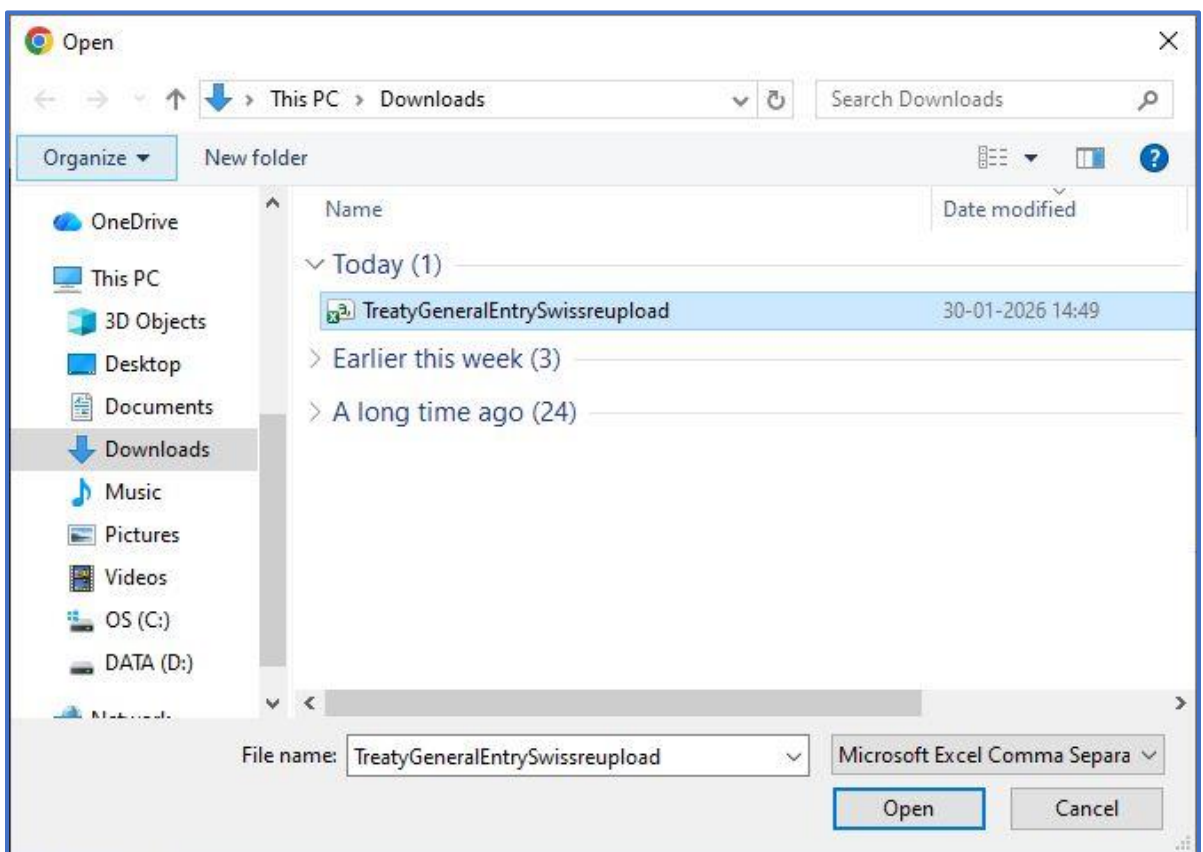 Open
This PC > Downloads
Search Downloads
Organize
New folder
?
Name
Date modified
Today (1)
TreatyGeneralEntrySwissreupload
30-01-2026 14:49
Earlier this week (3)
A long time ago (24)
OneDrive
This PC
3D Objects
Desktop
Documents
Downloads
Music
Pictures
Videos
OS (C:)
DATA (D:)
File name:
TreatyGeneralEntrySwissreupload
Microsoft Excel Comma Separa
Open
Cancel